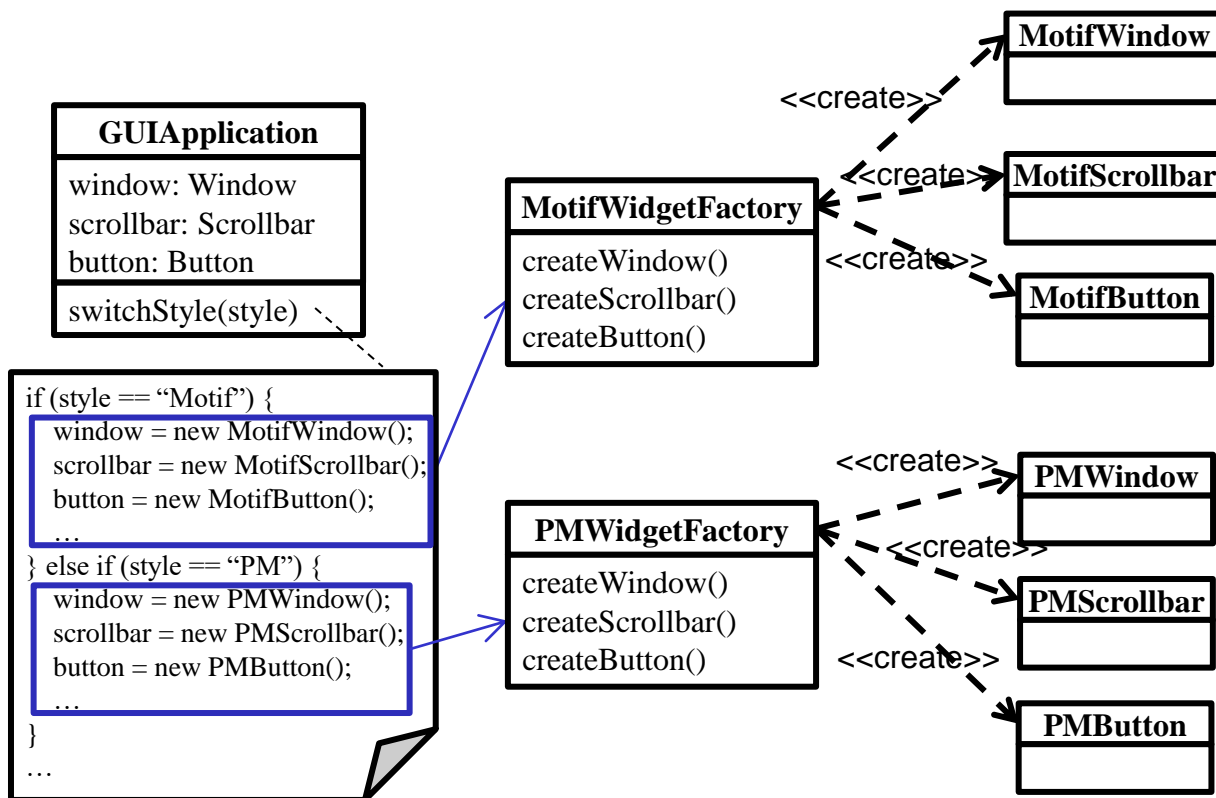 GUIApplication
window: Window
scrollbar: Scrollbar
button: Button
switchStyle(style)
if (style == “Motif”) {
window = new MotifWindow();
scrollbar = new MotifScrollbar();
button = new MotifButton();
…
} else if (style == “PM”) {
window = new PMWindow();
scrollbar = new PMScrollbar();
button = new PMButton();
…
}
…
MotifWidgetFactory
createWindow()
createScrollbar()
createButton()
<<create>>
<<create>>
<<create>>
MotifWindow
MotifScrollbar
MotifButton
PMWidgetFactory
createWindow()
createScrollbar()
createButton()
<<create>>
<<create>>
<<create>>
PMWindow
PMScrollbar
PMButton